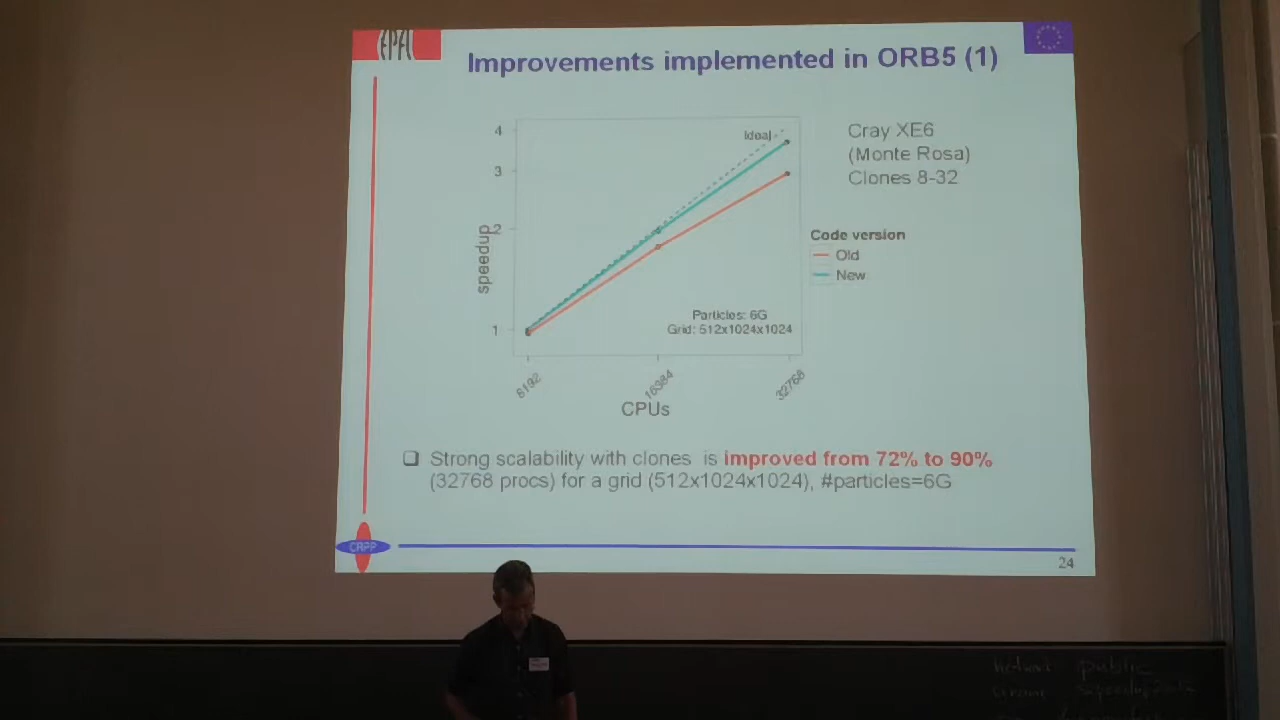 EPFL
Improvements implemented in ORB5 (1)
4
3
2
1
speedup
Ideal
Particles: 6G
Grid: 512x1024x1024
8192
16384
32768
CPUs
Cray XE6
(Monte Rosa)
Clones 8-32
Code version
Old
New
❑ Strong scalability with clones is improved from 72% to 90%
(32768 procs) for a grid (512x1024x1024), #particles=6G
CRPP
24
Network public